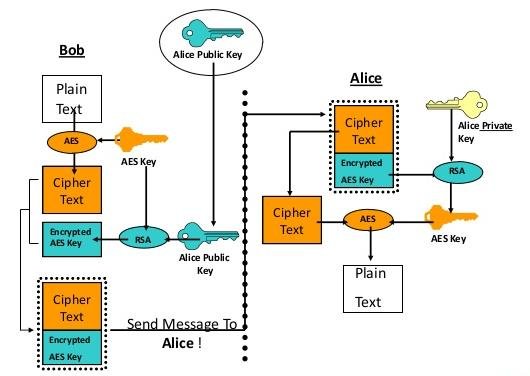 Bob
Alice Public Key
Alice
Plain
Text
AES
AES Key
Cipher
Text
Encrypted
AES Key
RSA
Alice Public
Key
Cipher
Text
Encrypted
AES Key
Send Message To
Alice !
Cipher
Text
Encrypted
AES Key
Alice Private
Key
RSA
Cipher
Text
AES
AES Key
Plain
Text